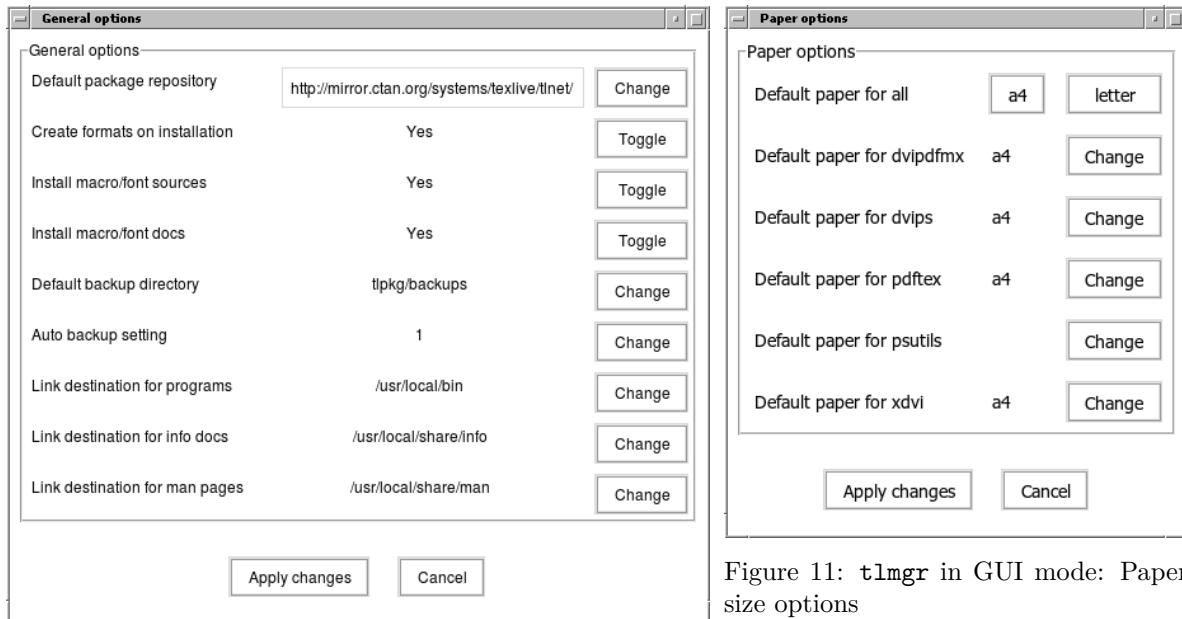 General options
General options
Default package repository http://mirror.ctan.org/systems/texlive/tlnet/ Change
Create formats on installation Yes Toggle
Install macro/font sources Yes Toggle
Install macro/font docs Yes Toggle
Default backup directory tlpkg/backups Change
Auto backup setting 1 Change
Link destination for programs /usr/local/bin Change
Link destination for info docs /usr/local/share/info Change
Link destination for man pages /usr/local/share/man Change
Apply changes Cancel
Paper options
Paper options
Default paper for all a4 letter
Default paper for dvipdfmx a4 Change
Default paper for dvips a4 Change
Default paper for pdftex a4 Change
Default paper for psutils Change
Default paper for xdvi a4 Change
Apply changes Cancel
Figure 11: tlmgr in GUI mode: Paper
size options